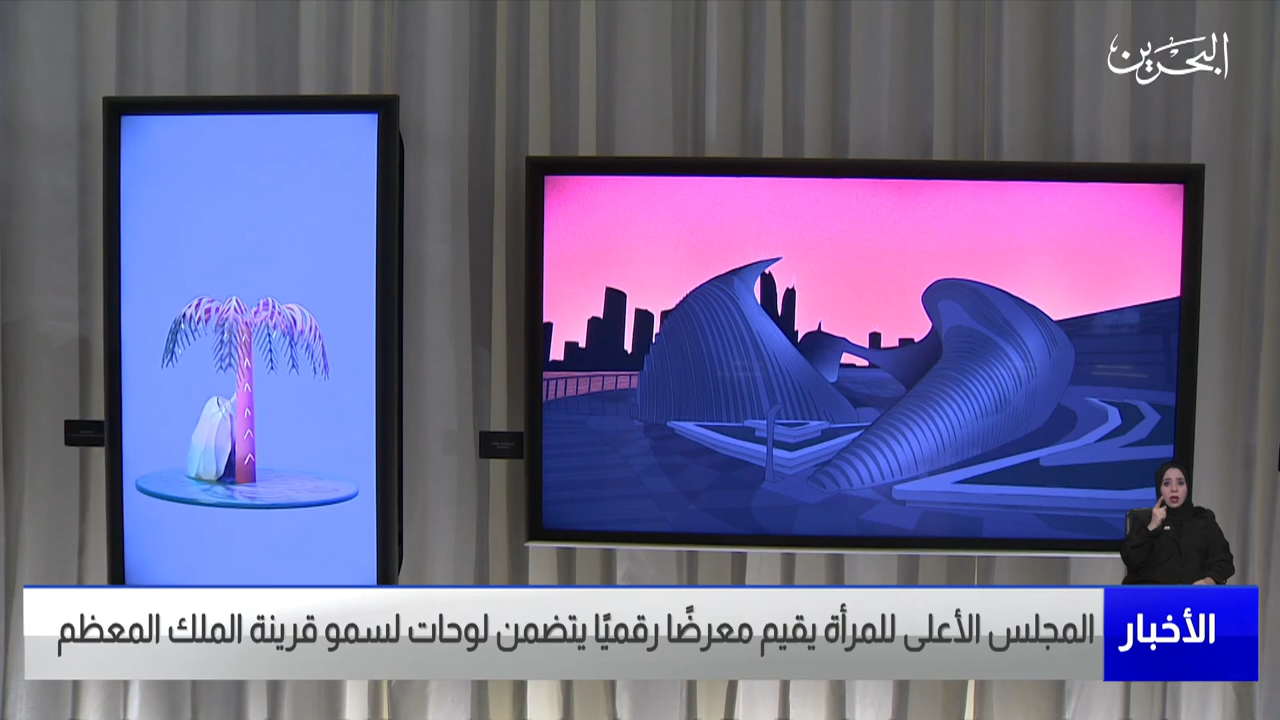 البحرين
الأخبار
المجلس الأعلى للمرأة يقيم معرضًا رقميًا يتضمن لوحات لسمو قرينة الملك المعظم